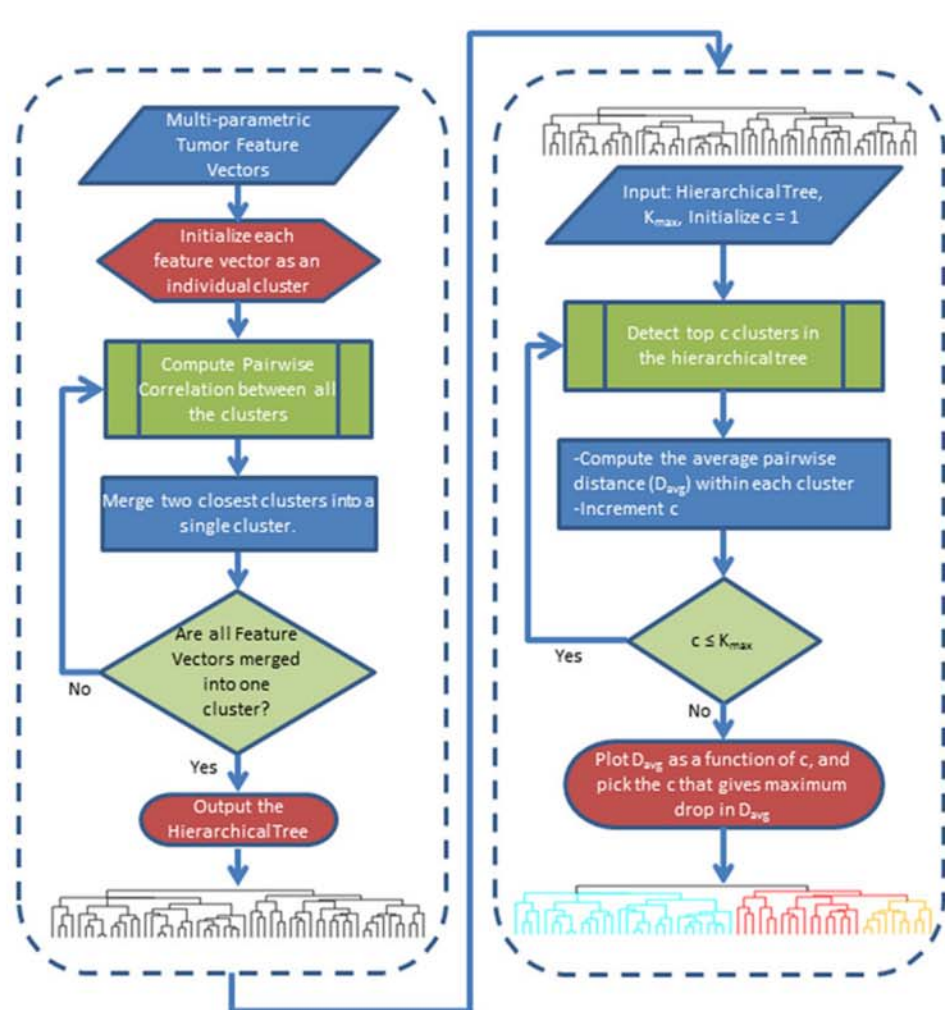 Multi-parametric
Tumor Feature
Vectors
Initialize each
feature vector as an
individual cluster
Compute Pairwise
Correlation between all
the clusters
Merge two closest clusters into a
single cluster.
Are all Feature
Vectors merged
into one
cluster?
No
Yes
Output the
Hierarchical Tree
Input: Hierarchical Tree,
Kmax, Initialize c = 1
Detect top c clusters in
the hierarchical tree
-Compute the average pairwise
distance (Davg) within each cluster
-Increment c
c ≤ Kmax
Yes
No
Plot Davg as a function of c, and
pick the c that gives maximum
drop in Davg